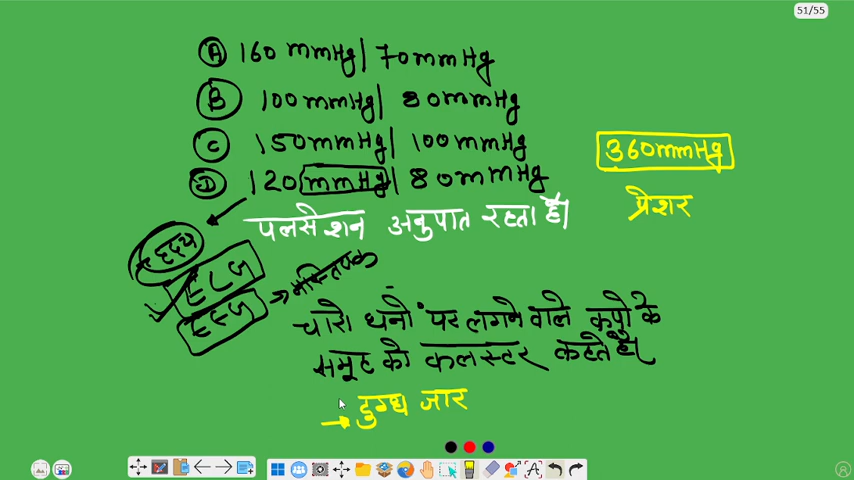 51/55
A 160 mmHg | 70 mmHg
B 100 mmHg | 80 mmHg
C 150 mmHg | 100 mmHg
D 120 mmHg | 80 mmHg
360 mmHg
प्रेशर
पलसेशन अनुपात रहता है।
हृदय
ECG
EEG → मस्तिष्क
चारो थनों पर लगने वाले कपो के
समूह को कलस्टर कहते है।
→ दुग्ध जार